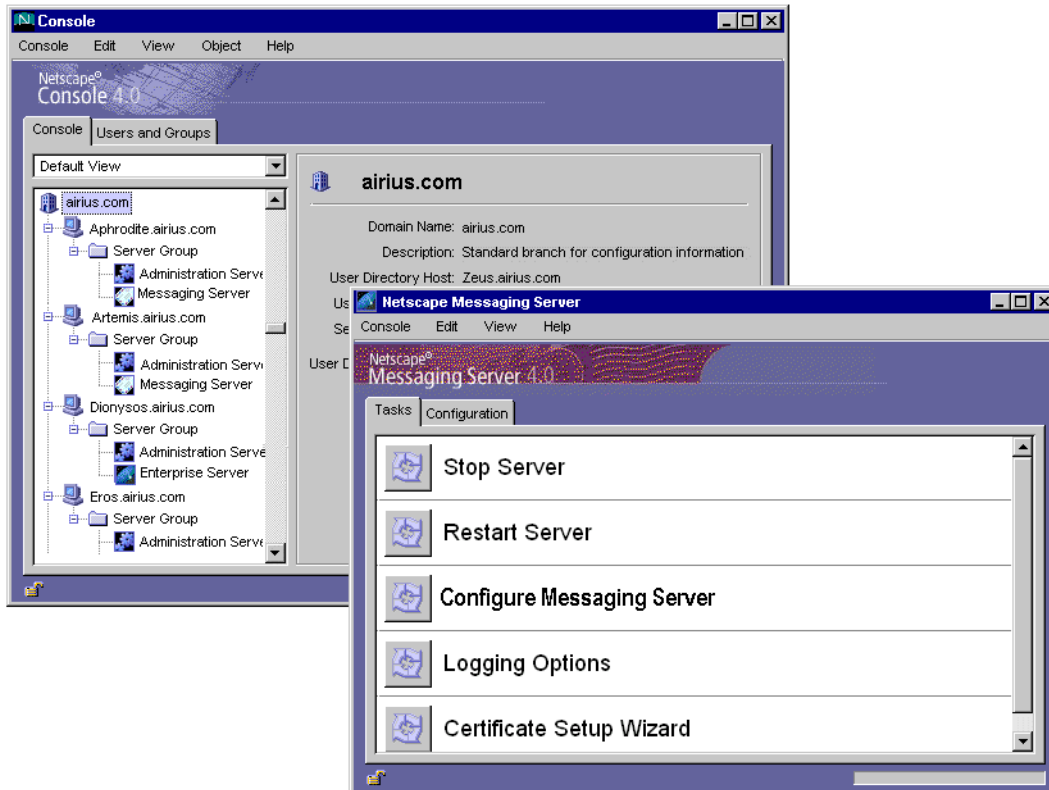 Console
Console Edit View Object Help
Netscape®
Console 4.0
Console Users and Groups
Default View
airius.com
Aphrodite.airius.com
Server Group
Administration Serve
Messaging Server
Artemis.airius.com
Server Group
Administration Serv
Messaging Server
Dionysos.airius.com
Server Group
Administration Serve
Enterprise Server
Eros.airius.com
Server Group
Administration Serve
airius.com
Domain Name: airius.com
Description: Standard branch for configuration information
User Directory Host: Zeus.airius.com
Us
Se
User D
Netscape Messaging Server
Console Edit View Help
Netscape®
Messaging Server 4.0
Tasks Configuration
Stop Server
Restart Server
Configure Messaging Server
Logging Options
Certificate Setup Wizard